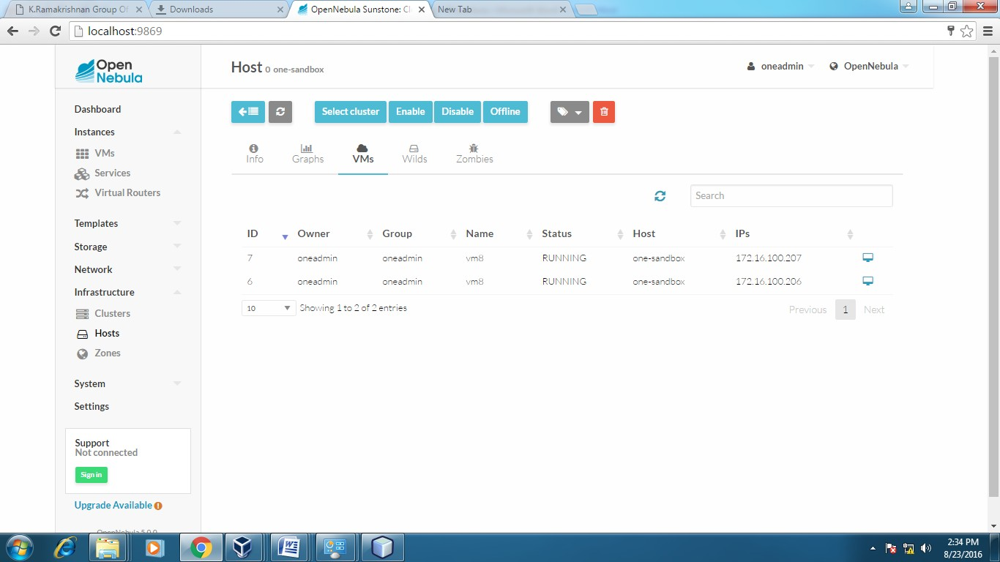 K.Ramakrishnan Group Of
Downloads
OpenNebula Sunstone: Cl
New Tab
localhost:9869
Open
Nebula
Host 0 one-sandbox
oneadmin
OpenNebula
Dashboard
Instances
VMs
Services
Virtual Routers
Templates
Storage
Network
Infrastructure
Clusters
Hosts
Zones
System
Settings
Support
Not connected
Sign in
Upgrade Available
OpenNebula 5.0.0
Select cluster Enable Disable Offline
Info Graphs VMs Wilds Zombies
Search
ID Owner Group Name Status Host IPs
7 oneadmin oneadmin vm8 RUNNING one-sandbox 172.16.100.207
6 oneadmin oneadmin vm8 RUNNING one-sandbox 172.16.100.206
10 Showing 1 to 2 of 2 entries
Previous 1 Next
2:34 PM
8/23/2016